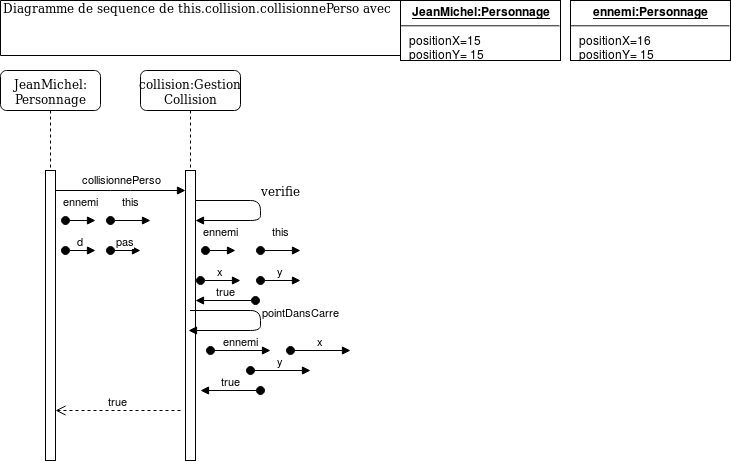 Diagramme de sequence de this.collision.collisionnePerso avec
JeanMichel:Personnage
positionX=15
positionY= 15
ennemi:Personnage
positionX=16
positionY= 15
JeanMichel:
Personnage
collision:Gestion
Collision
collisionnePerso
verifie
ennemi this
ennemi this
d pas
x y
true
pointDansCarre
ennemi x
y
true
true